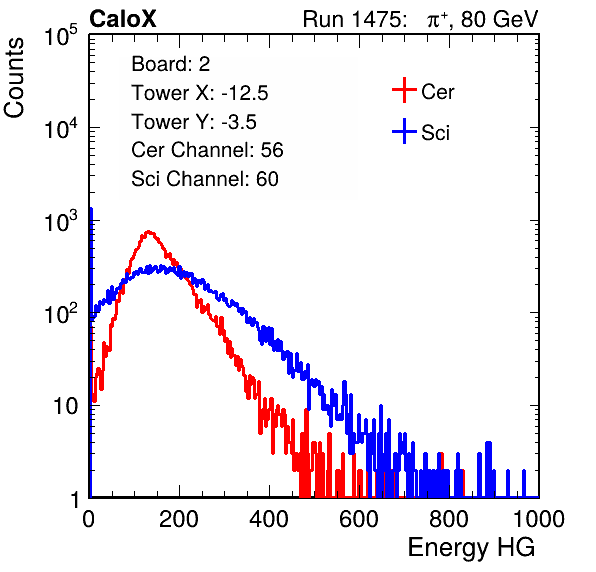 CaloX Run 1475: π⁺, 80 GeV
Counts
Board: 2
Tower X: -12.5
Tower Y: -3.5
Cer Channel: 56
Sci Channel: 60
Cer
Sci
10⁵
10⁴
10³
10²
10
1
0 200 400 600 800 1000
Energy HG